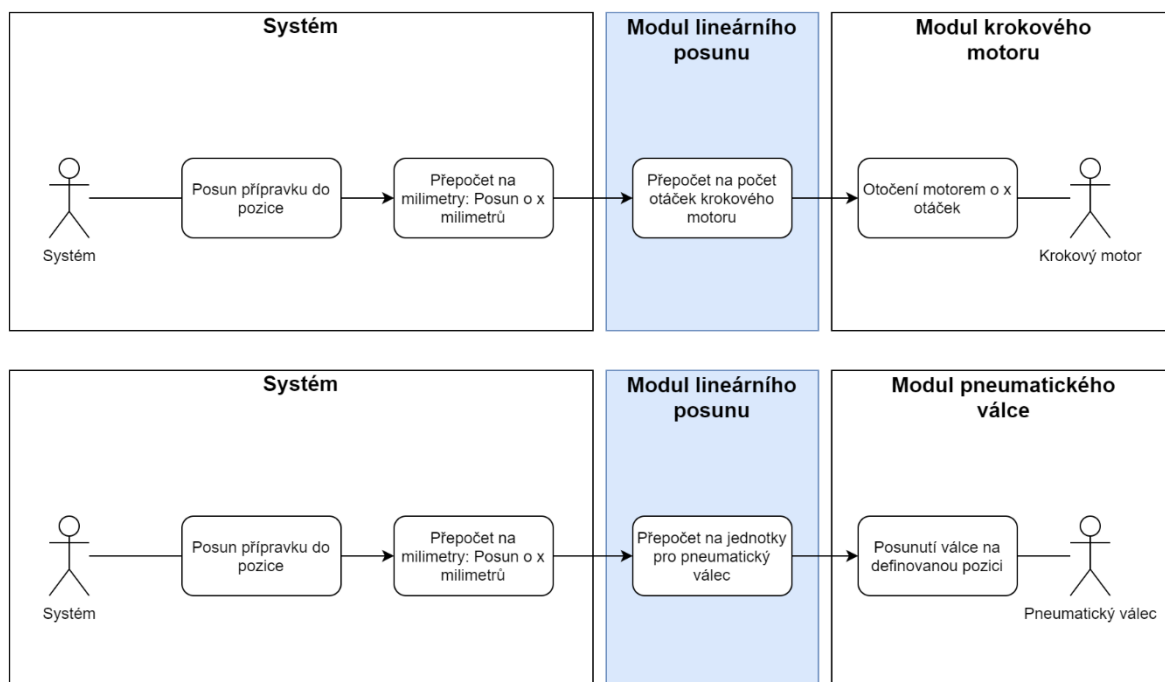 Systém
Modul lineárního
posunu
Modul krokového
motoru
Posun přípravku do
pozice
Přepočet na
milimetry: Posun o x
milimetrů
Přepočet na počet
otáček krokového
motoru
Otočení motorem o x
otáček
Systém
Krokový motor
Systém
Modul lineárního
posunu
Modul pneumatického
válce
Posun přípravku do
pozice
Přepočet na
milimetry: Posun o x
milimetrů
Přepočet na jednotky
pro pneumatický
válec
Posunutí válce na
definovanou pozici
Systém
Pneumatický válec